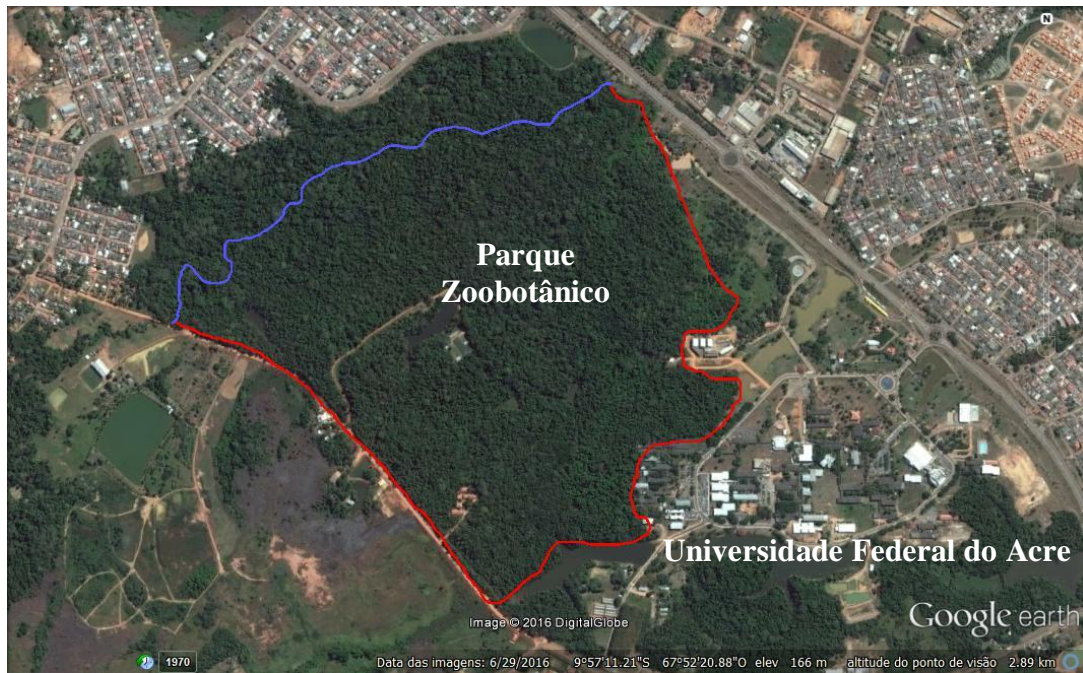 N
Parque
Zoobotânico
Universidade Federal do Acre
Google earth
Image © 2016 DigitalGlobe
1970
Data das imagens: 6/29/2016 9°57'11.21"S 67°52'20.88"O elev 166 m altitude do ponto de visão 2.89 km